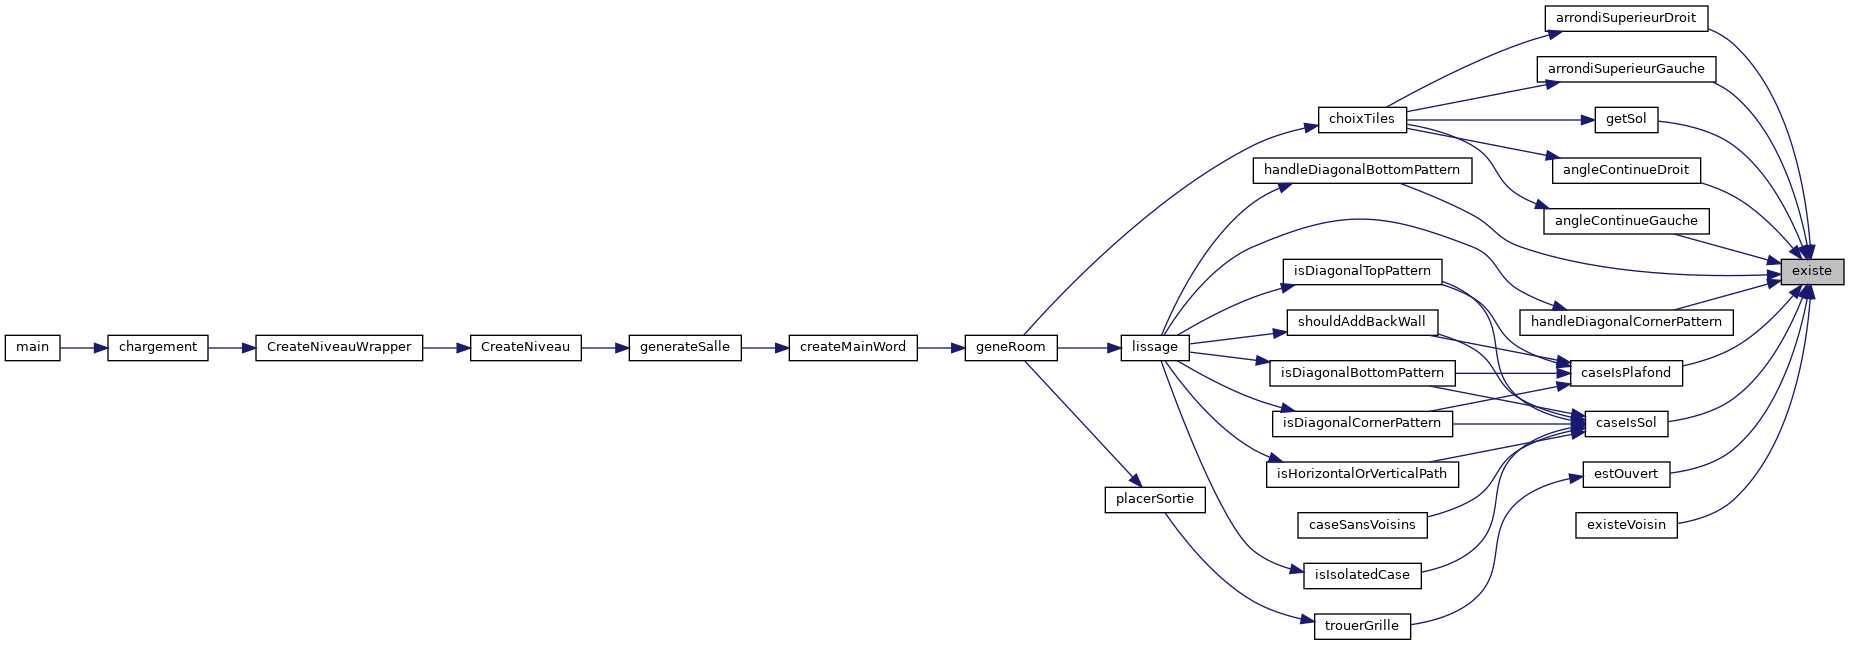 arrondiSuperieurDroit
arrondiSuperieurGauche
choixTiles
getSol
handleDiagonalBottomPattern
angleContinueDroit
angleContinueGauche
isDiagonalTopPattern
existe
shouldAddBackWall
handleDiagonalCornerPattern
main
chargement
CreateNiveauWrapper
CreateNiveau
generateSalle
createMainWord
geneRoom
lissage
isDiagonalBottomPattern
caseIsPlafond
isDiagonalCornerPattern
caseIsSol
isHorizontalOrVerticalPath
estOuvert
placerSortie
caseSansVoisins
existeVoisin
isIsolatedCase
trouerGrille